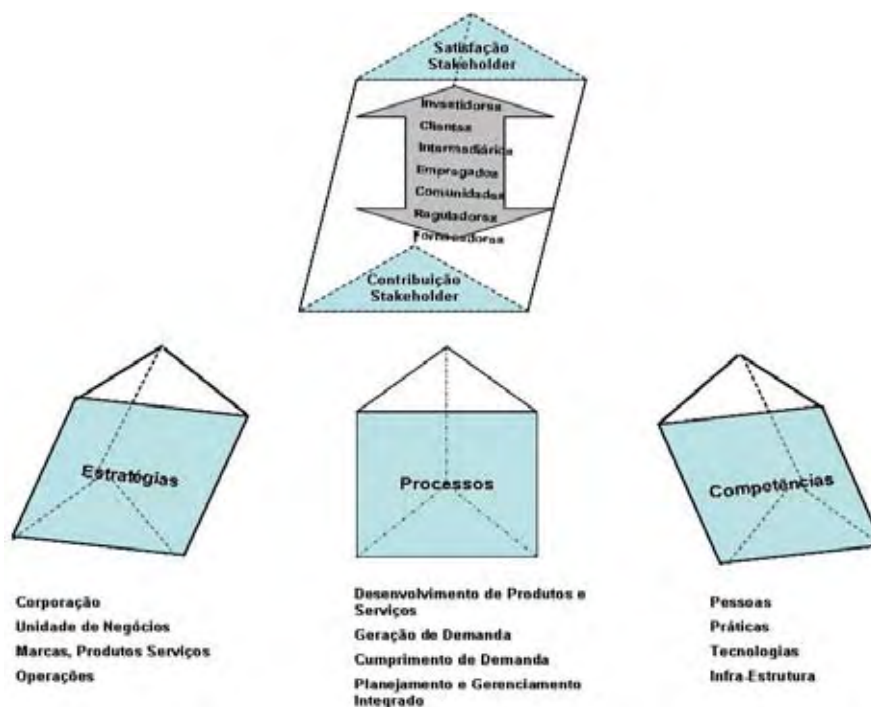 Satisfação
Stakeholder
Investidores
Clientes
Intermediário
Empregados
Comunidades
Reguladores
Fornecedores
Contribuição
Stakeholder
Estratégias
Processos
Competências
Corporação
Unidade de Negócios
Marcas, Produtos Serviços
Operações
Desenvolvimento de Produtos e
Serviços
Geração de Demanda
Cumprimento de Demanda
Planejamento e Gerenciamento
Integrado
Pessoas
Práticas
Tecnologias
Infra-Estrutura